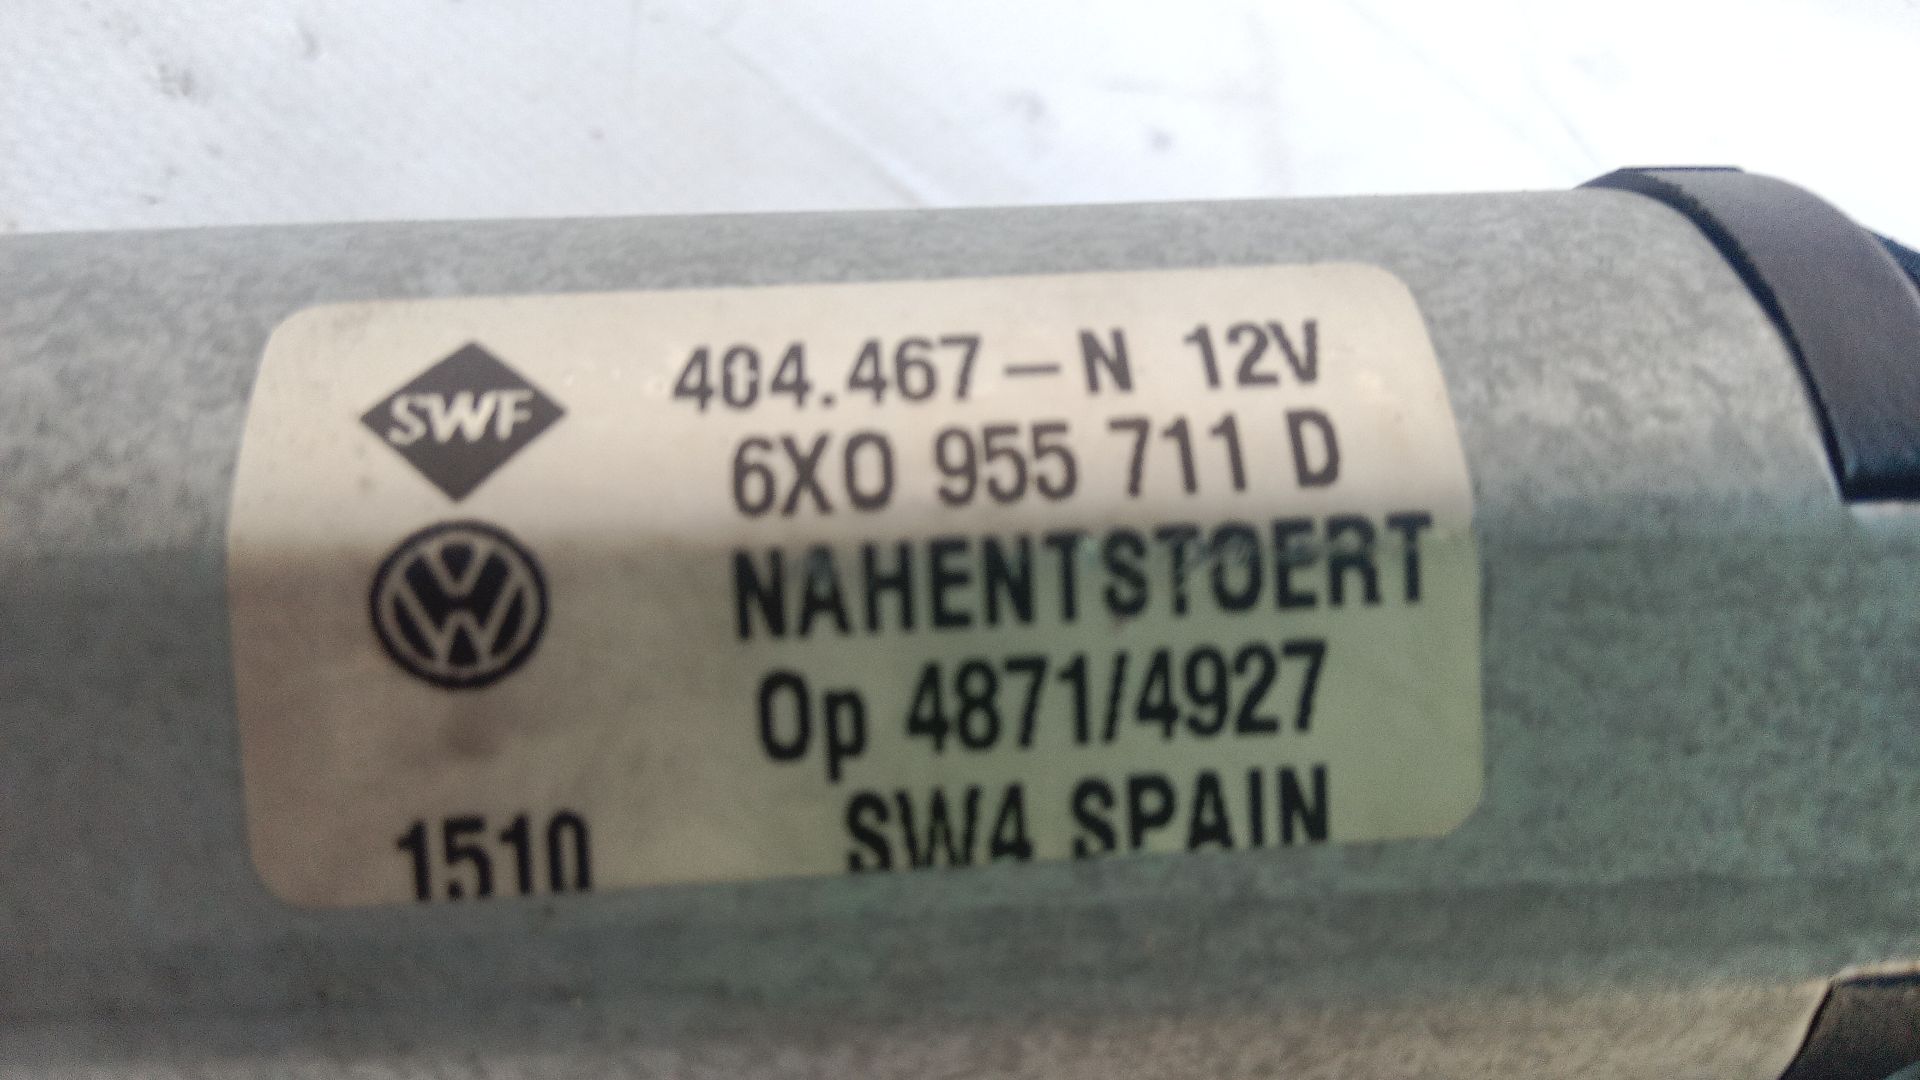 SWF
404.467-N 12V
6X0 955 711 D
NAHENTSTOERT
Op 4871/4927
1510 SW4 SPAIN